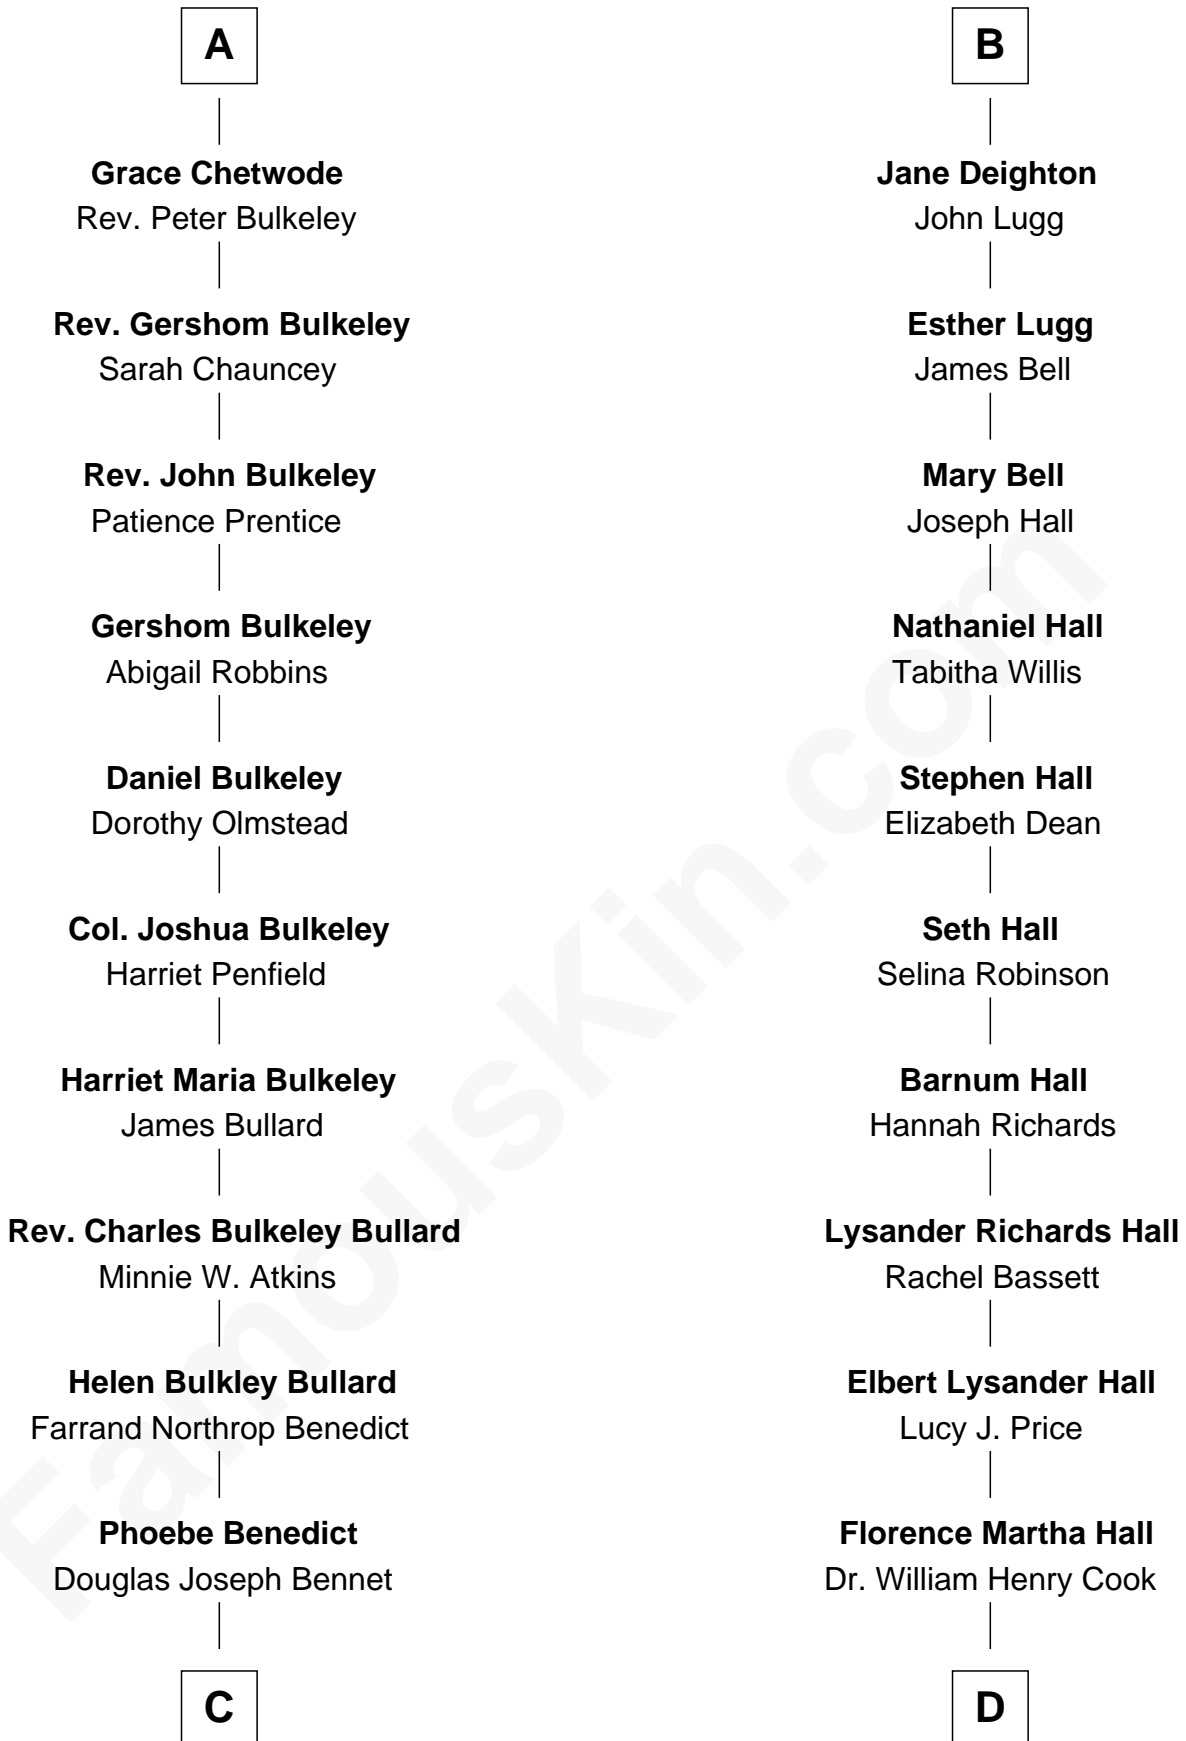 A
Grace Chetwode
Rev. Peter Bulkeley
Rev. Gershom Bulkeley
Sarah Chauncey
Rev. John Bulkeley
Patience Prentice
Gershom Bulkeley
Abigail Robbins
Daniel Bulkeley
Dorothy Olmstead
Col. Joshua Bulkeley
Harriet Penfield
Harriet Maria Bulkeley
James Bullard
Rev. Charles Bulkeley Bullard
Minnie W. Atkins
Helen Bulkley Bullard
Farrand Northrop Benedict
Phoebe Benedict
Douglas Joseph Bennet
C
B
Jane Deighton
John Lugg
Esther Lugg
James Bell
Mary Bell
Joseph Hall
Nathaniel Hall
Tabitha Willis
Stephen Hall
Elizabeth Dean
Seth Hall
Selina Robinson
Barnum Hall
Hannah Richards
Lysander Richards Hall
Rachel Bassett
Elbert Lysander Hall
Lucy J. Price
Florence Martha Hall
Dr. William Henry Cook
D
FamousKin.com